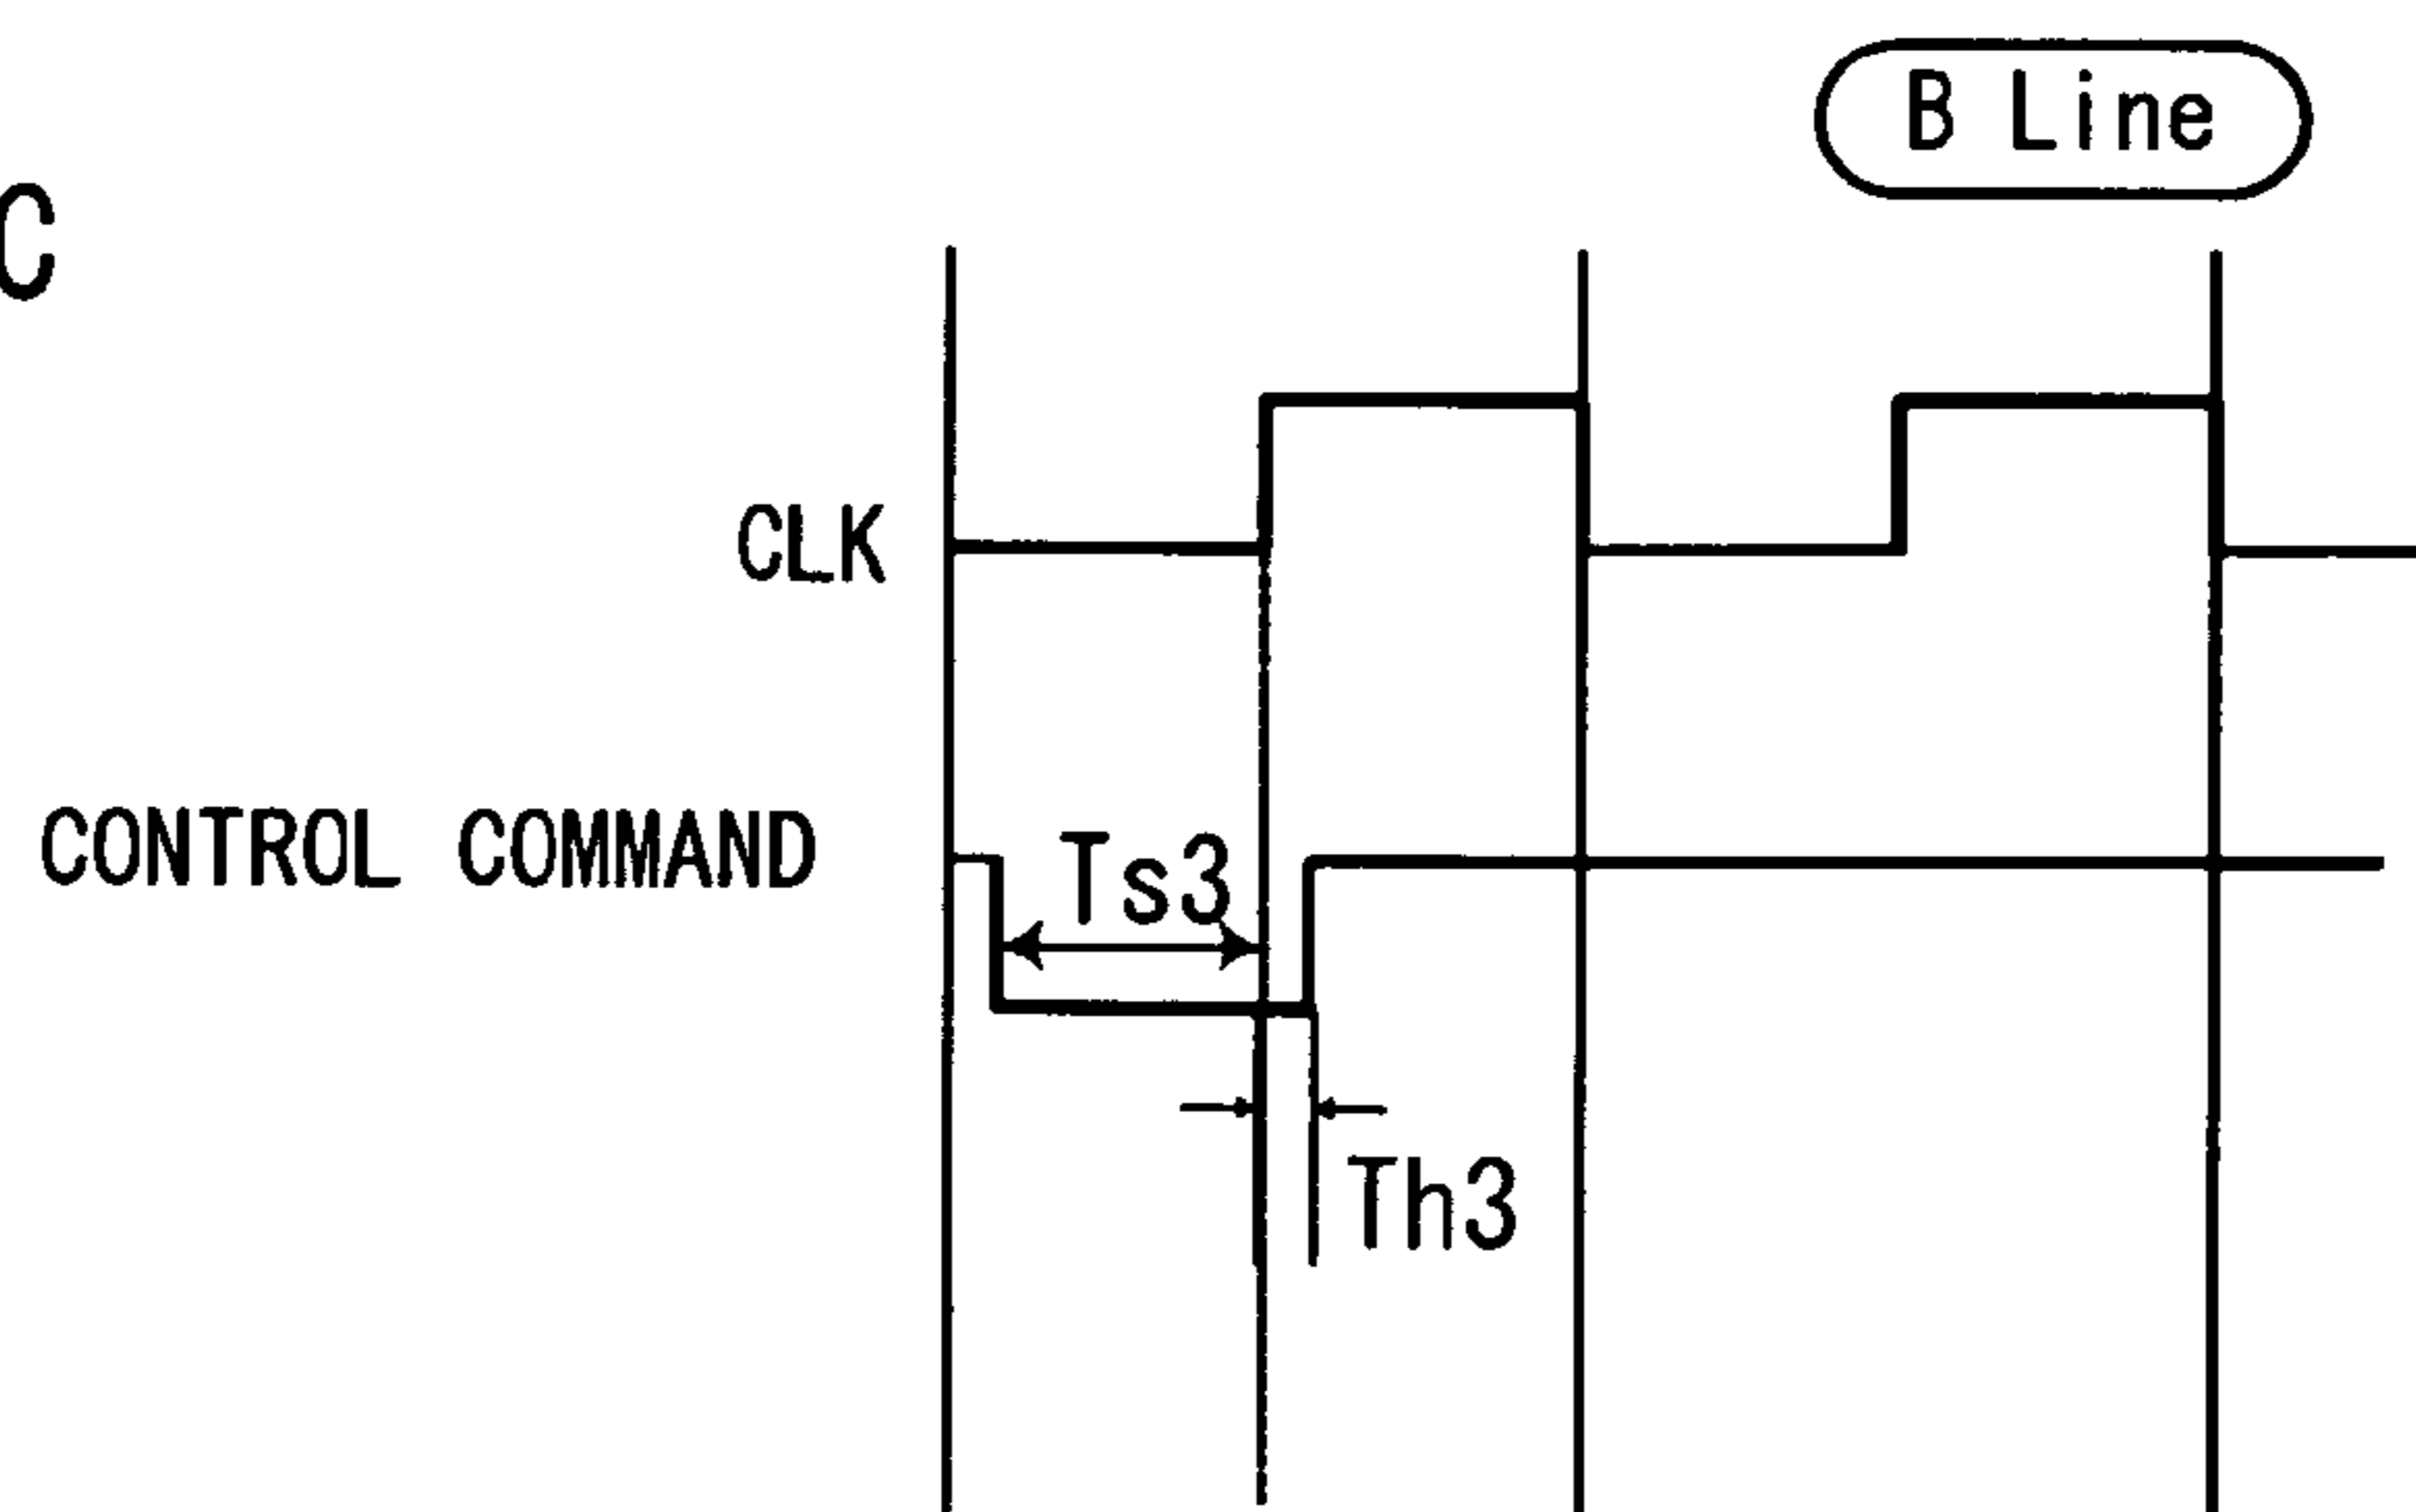 B Line
C
CLK
CONTROL COMMAND
Ts3
Th3